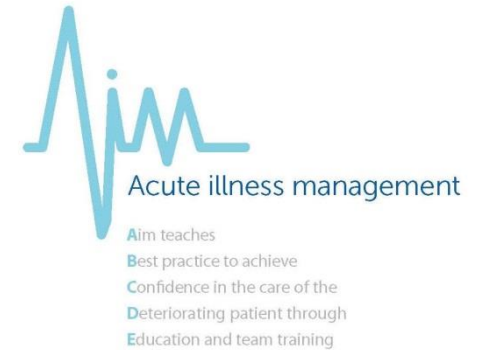 Aim
Acute illness management
Aim teaches
Best practice to achieve
Confidence in the care of the
Deteriorating patient through
Education and team training